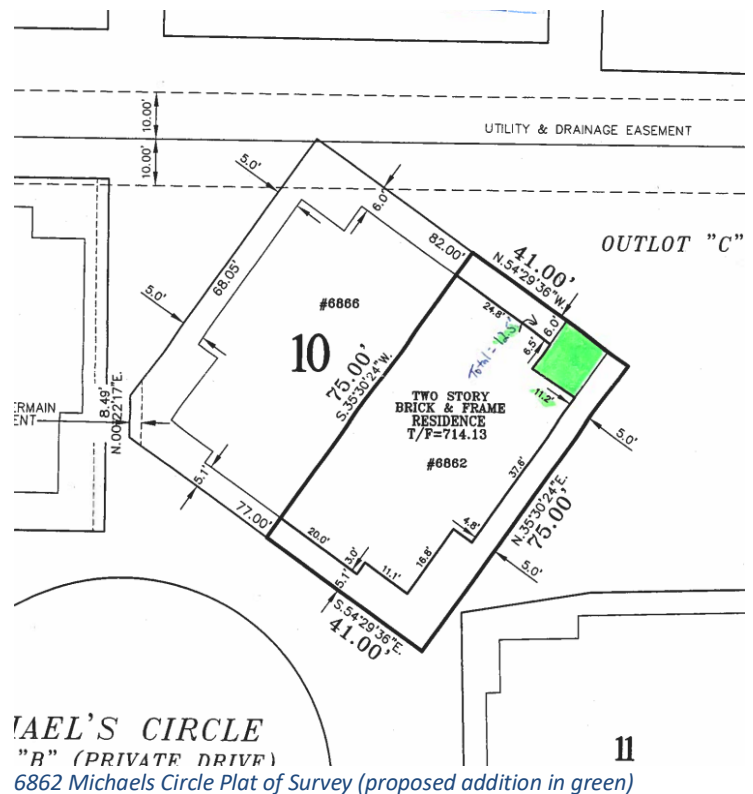 10.00'
10.00'
UTILITY & DRAINAGE EASEMENT
5.0'
6.0'
82.00'
41.00'
N.54°29'36"W.
OUTLOT "C"
68.05'
5.0'
#6866
10
24.8'
6.0'
6.5'
Total = 12.5'
75.00'
S.35°30'24"W.
11.2'
TWO STORY
BRICK & FRAME
RESIDENCE
T/F=714.13
#6862
ERMAIN
ENT
8.49'
N.00°22'17"E.
5.0'
37.6'
N.35°30'24"E.
75.00'
5.1'
77.00'
20.0'
3.0'
11.1'
16.8'
4.8'
5.0'
5.1'
S.54°29'36"E.
41.00'
HAEL'S CIRCLE
"B" (PRIVATE DRIVE)
11
6862 Michaels Circle Plat of Survey (proposed addition in green)